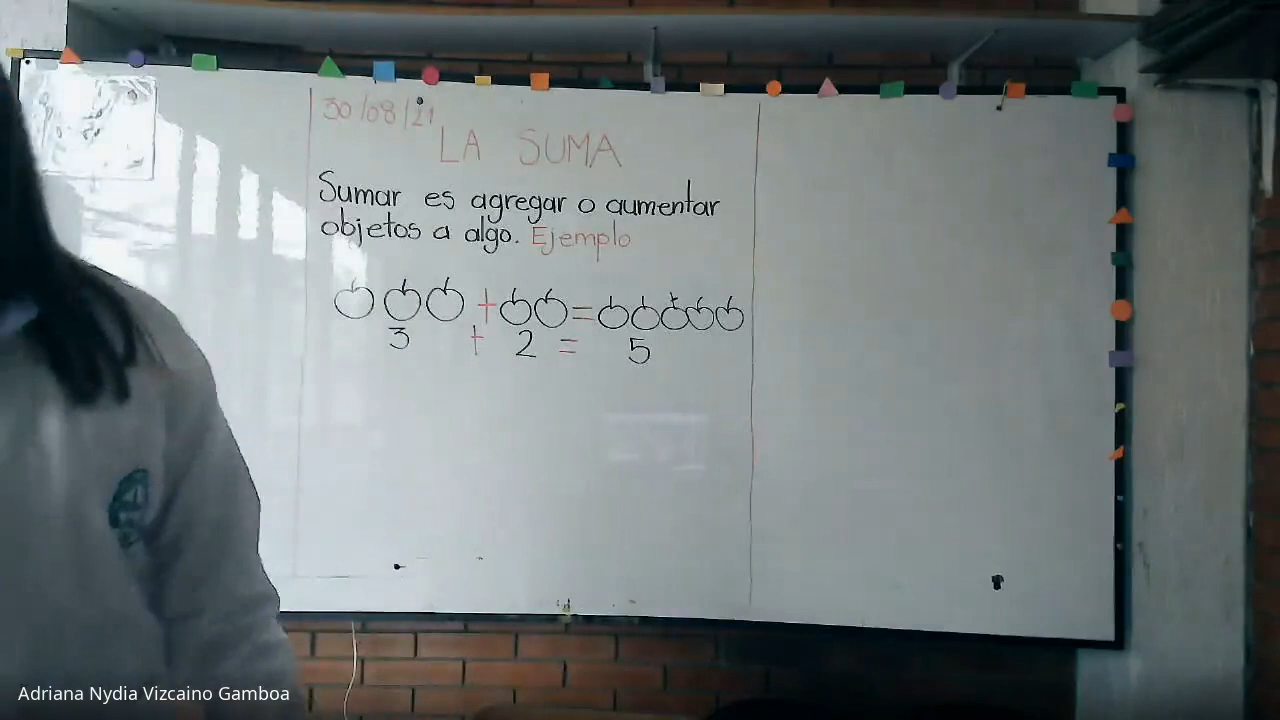 30/08/21
LA SUMA
Sumar es agregar o aumentar
objetos a algo. Ejemplo
+ =
3 + 2 = 5
Adriana Nydia Vizcaino Gamboa